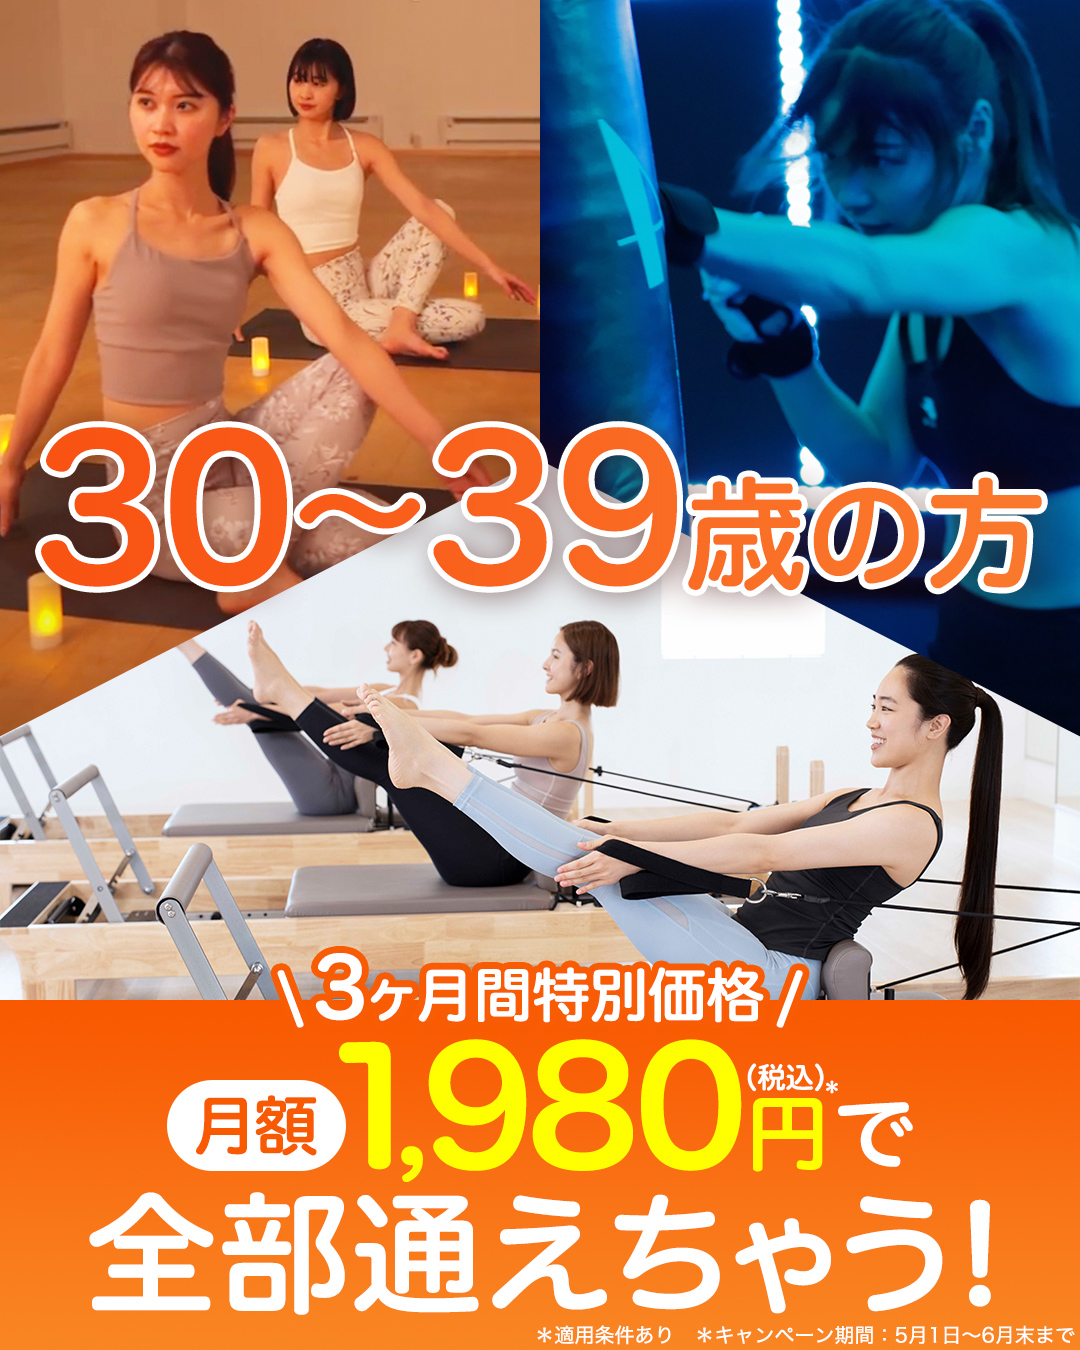 30〜39歳の方
\ 3ヶ月間特別価格 /
月額 1,980円(税込)*で
全部通えちゃう!
＊適用条件あり ＊キャンペーン期間：5月1日〜6月末まで